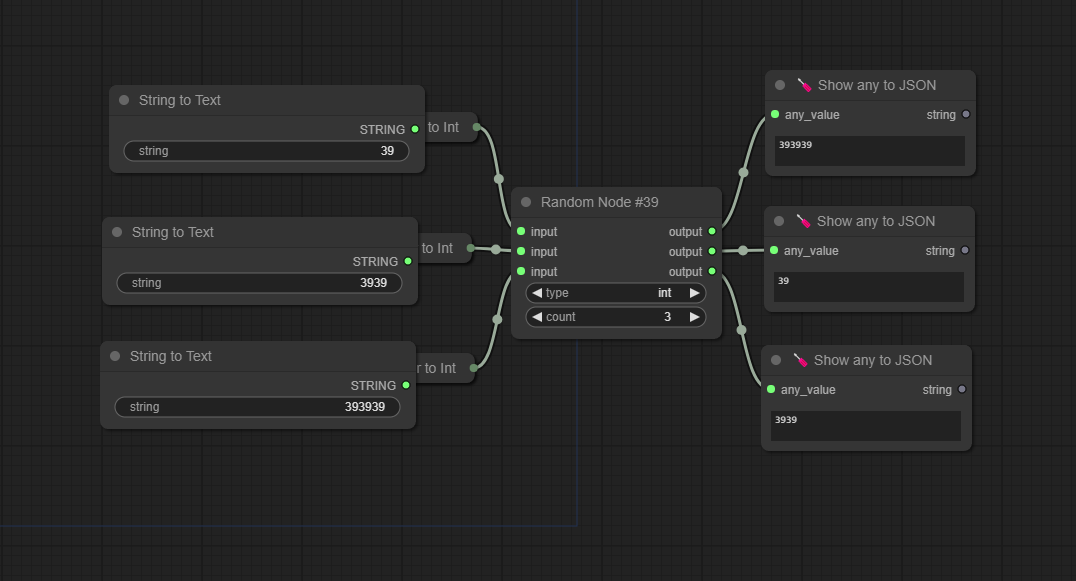 String to Text
STRING
string 39
to Int
String to Text
STRING
string 3939
to Int
String to Text
STRING
string 393939
r to Int
Random Node #39
input output
input output
input output
type int
count 3
Show any to JSON
any_value string
393939
Show any to JSON
any_value string
39
Show any to JSON
any_value string
3939